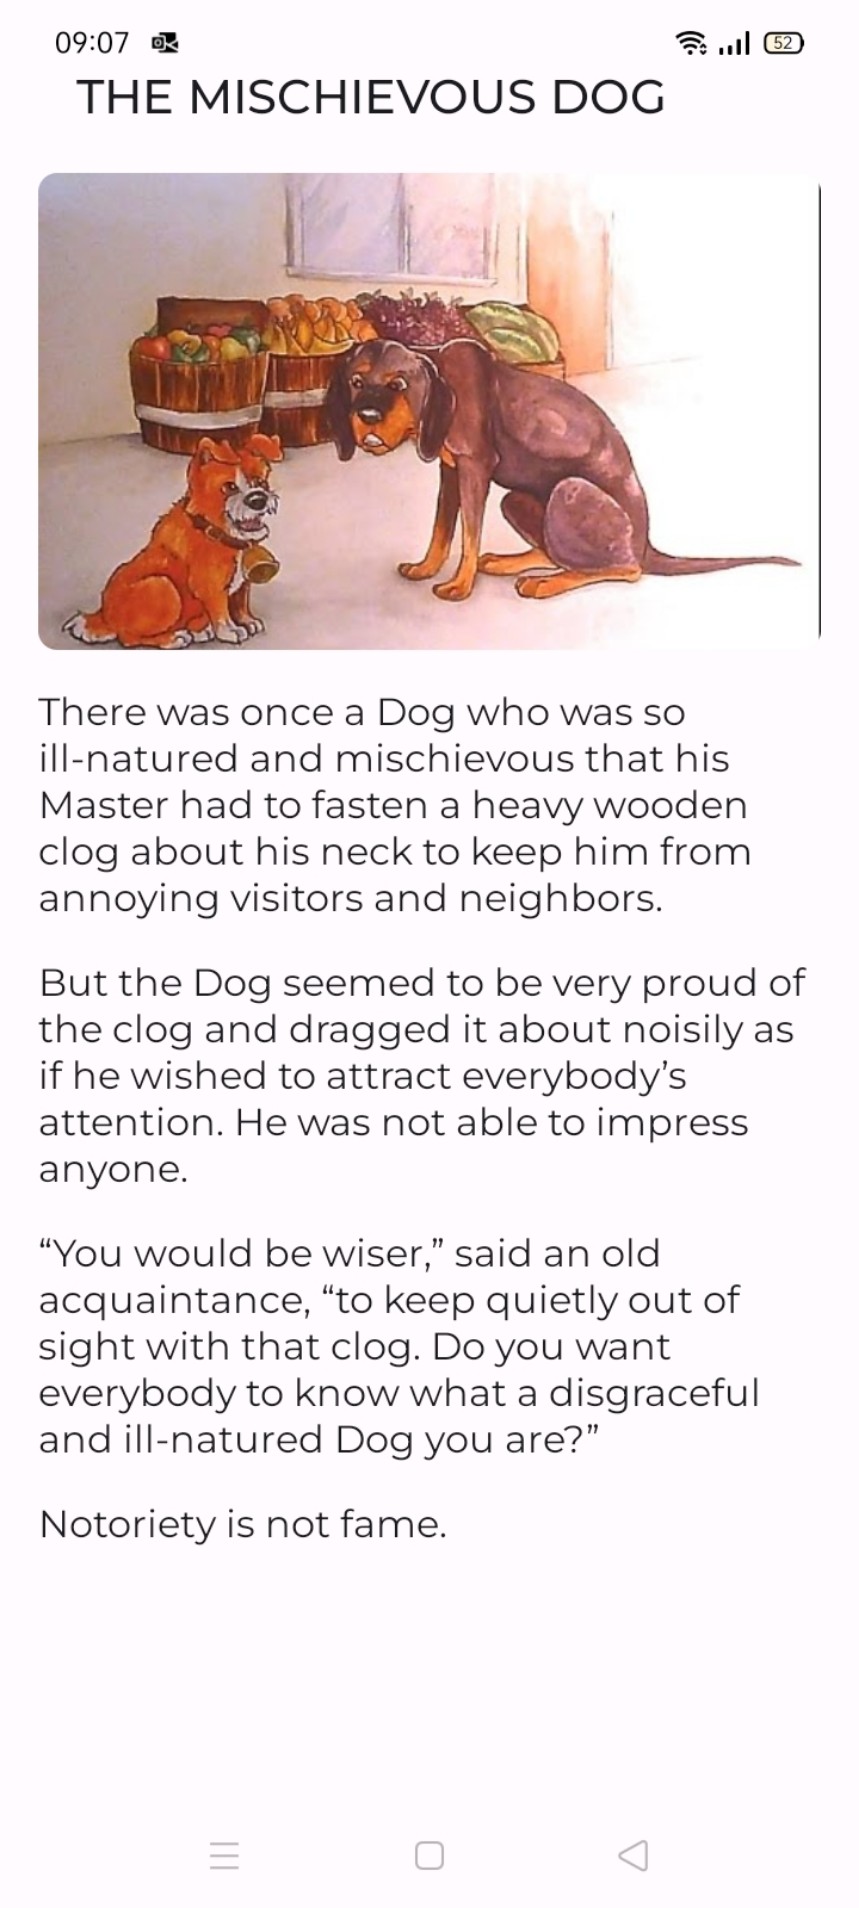 09:07
52
THE MISCHIEVOUS DOG
There was once a Dog who was so
ill-natured and mischievous that his
Master had to fasten a heavy wooden
clog about his neck to keep him from
annoying visitors and neighbors.
But the Dog seemed to be very proud of
the clog and dragged it about noisily as
if he wished to attract everybody’s
attention. He was not able to impress
anyone.
“You would be wiser,” said an old
acquaintance, “to keep quietly out of
sight with that clog. Do you want
everybody to know what a disgraceful
and ill-natured Dog you are?”
Notoriety is not fame.